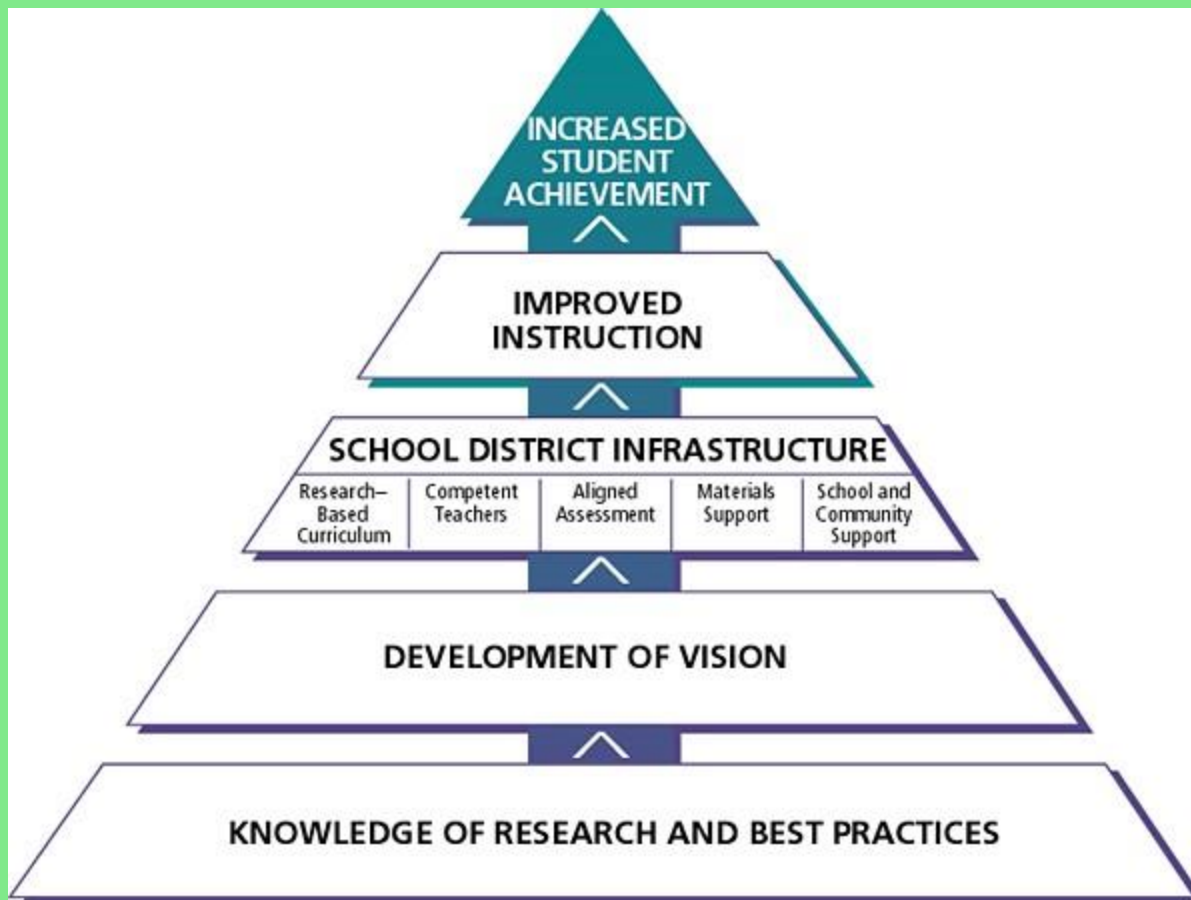 INCREASED
STUDENT
ACHIEVEMENT
IMPROVED
INSTRUCTION
SCHOOL DISTRICT INFRASTRUCTURE
Research–
Based
Curriculum
Competent
Teachers
Aligned
Assessment
Materials
Support
School and
Community
Support
DEVELOPMENT OF VISION
KNOWLEDGE OF RESEARCH AND BEST PRACTICES